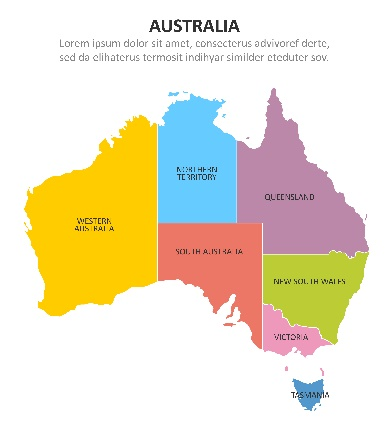 AUSTRALIA
Lorem ipsum dolor sit amet, consecterus advivoref derte,
sed da elihaterus termosit indihyar similder eteduter sov.
NORTHERN
TERRITORY
QUEENSLAND
WESTERN
AUSTRALIA
SOUTH AUSTRALIA
NEW SOUTH WALES
VICTORIA
TASMANIA